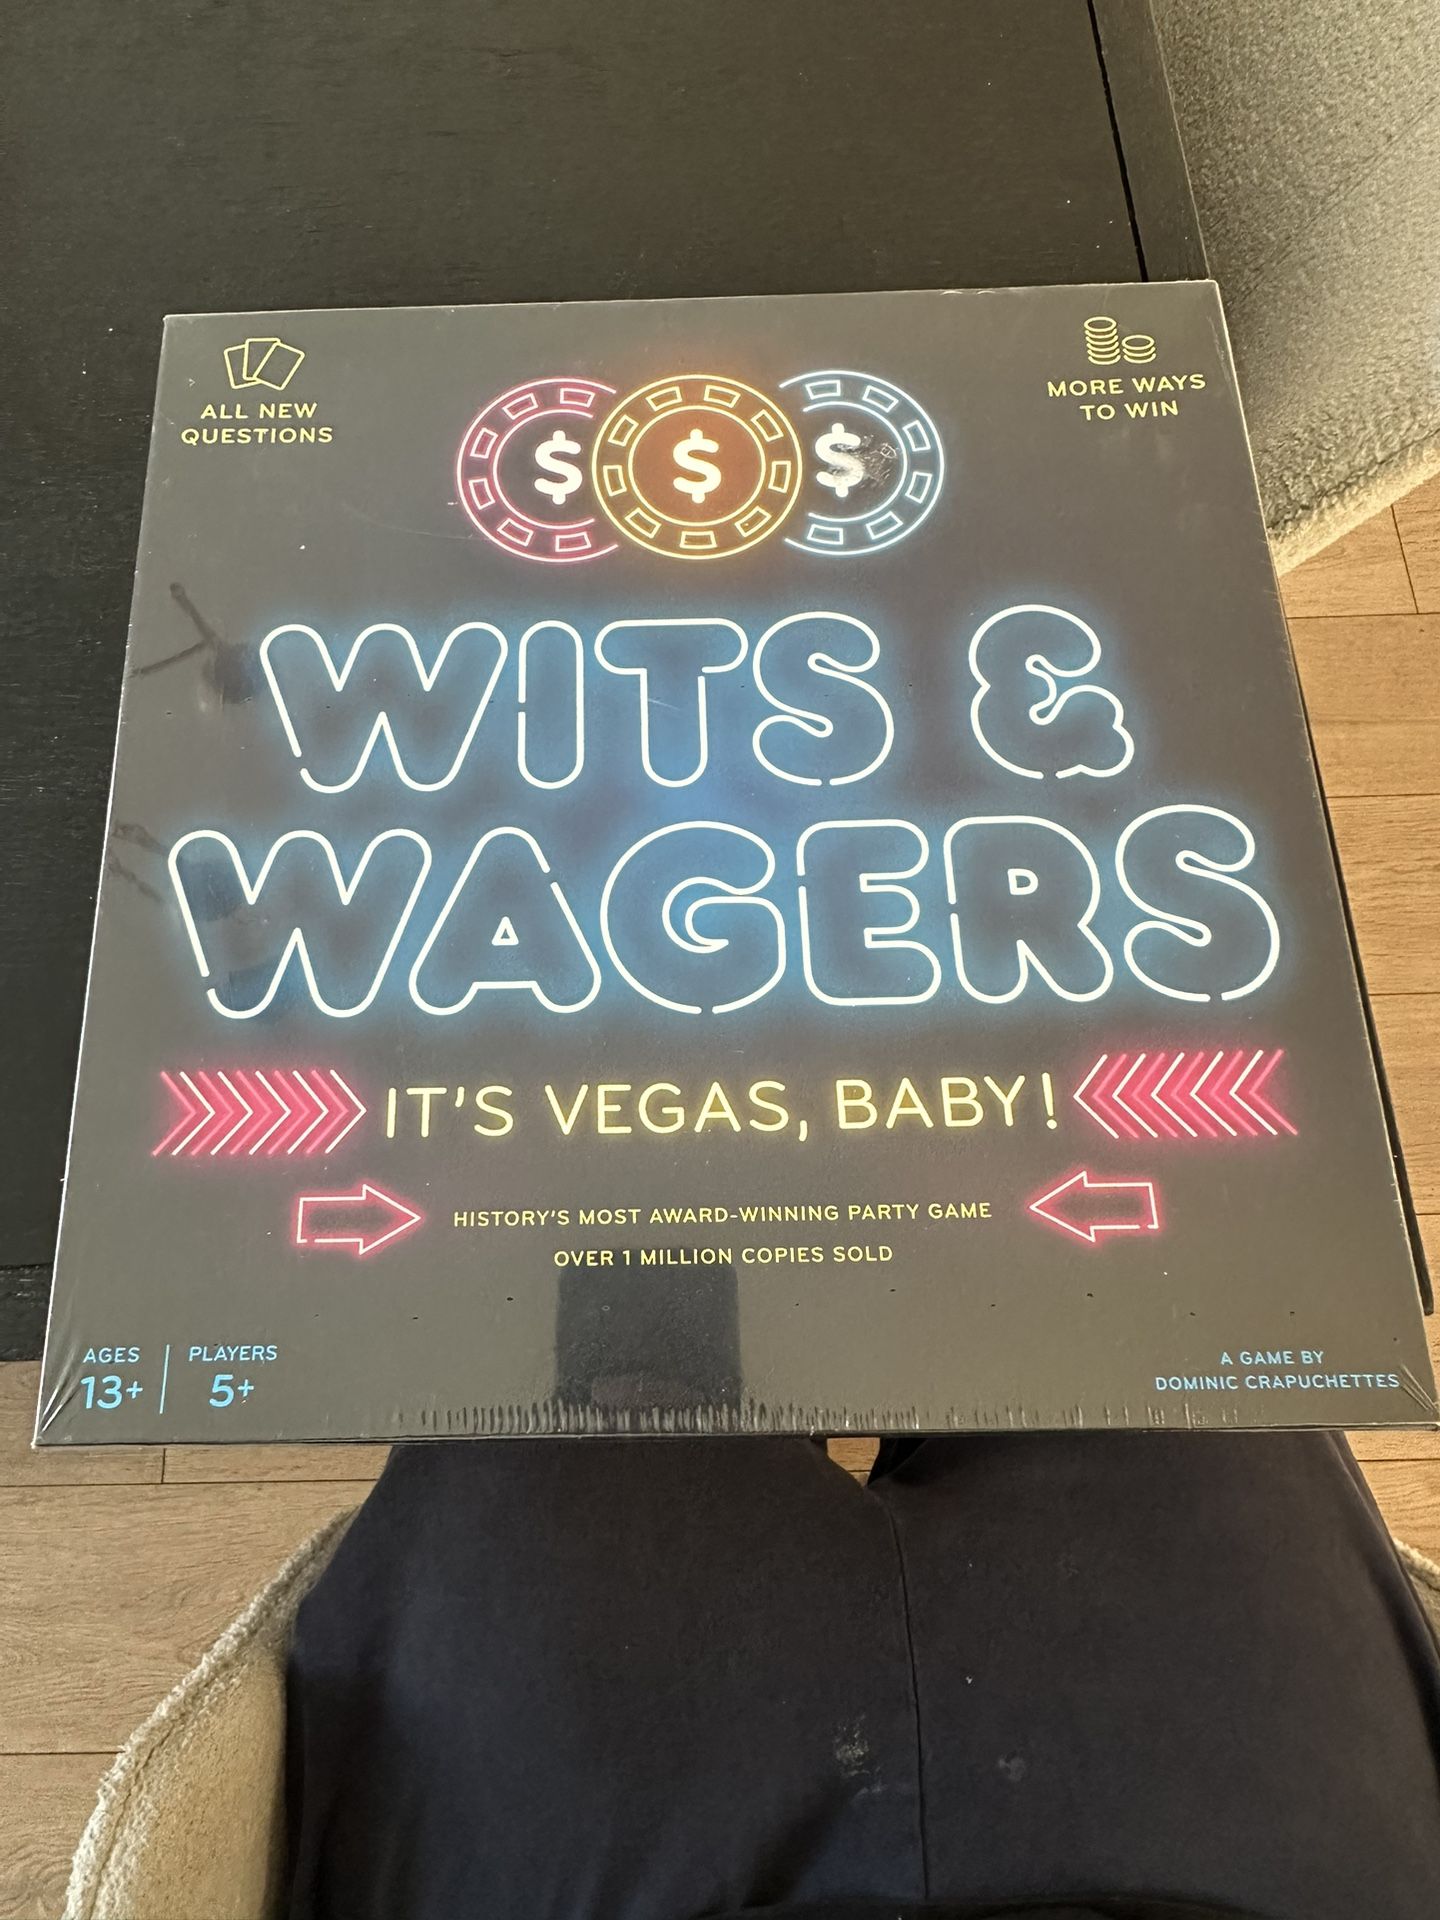 ALL NEW
QUESTIONS
MORE WAYS
TO WIN
$ $ $
WITS &
WAGERS
IT'S VEGAS, BABY!
HISTORY'S MOST AWARD-WINNING PARTY GAME
OVER 1 MILLION COPIES SOLD
AGES
13+
PLAYERS
5+
A GAME BY
DOMINIC CRAPUCHETTES